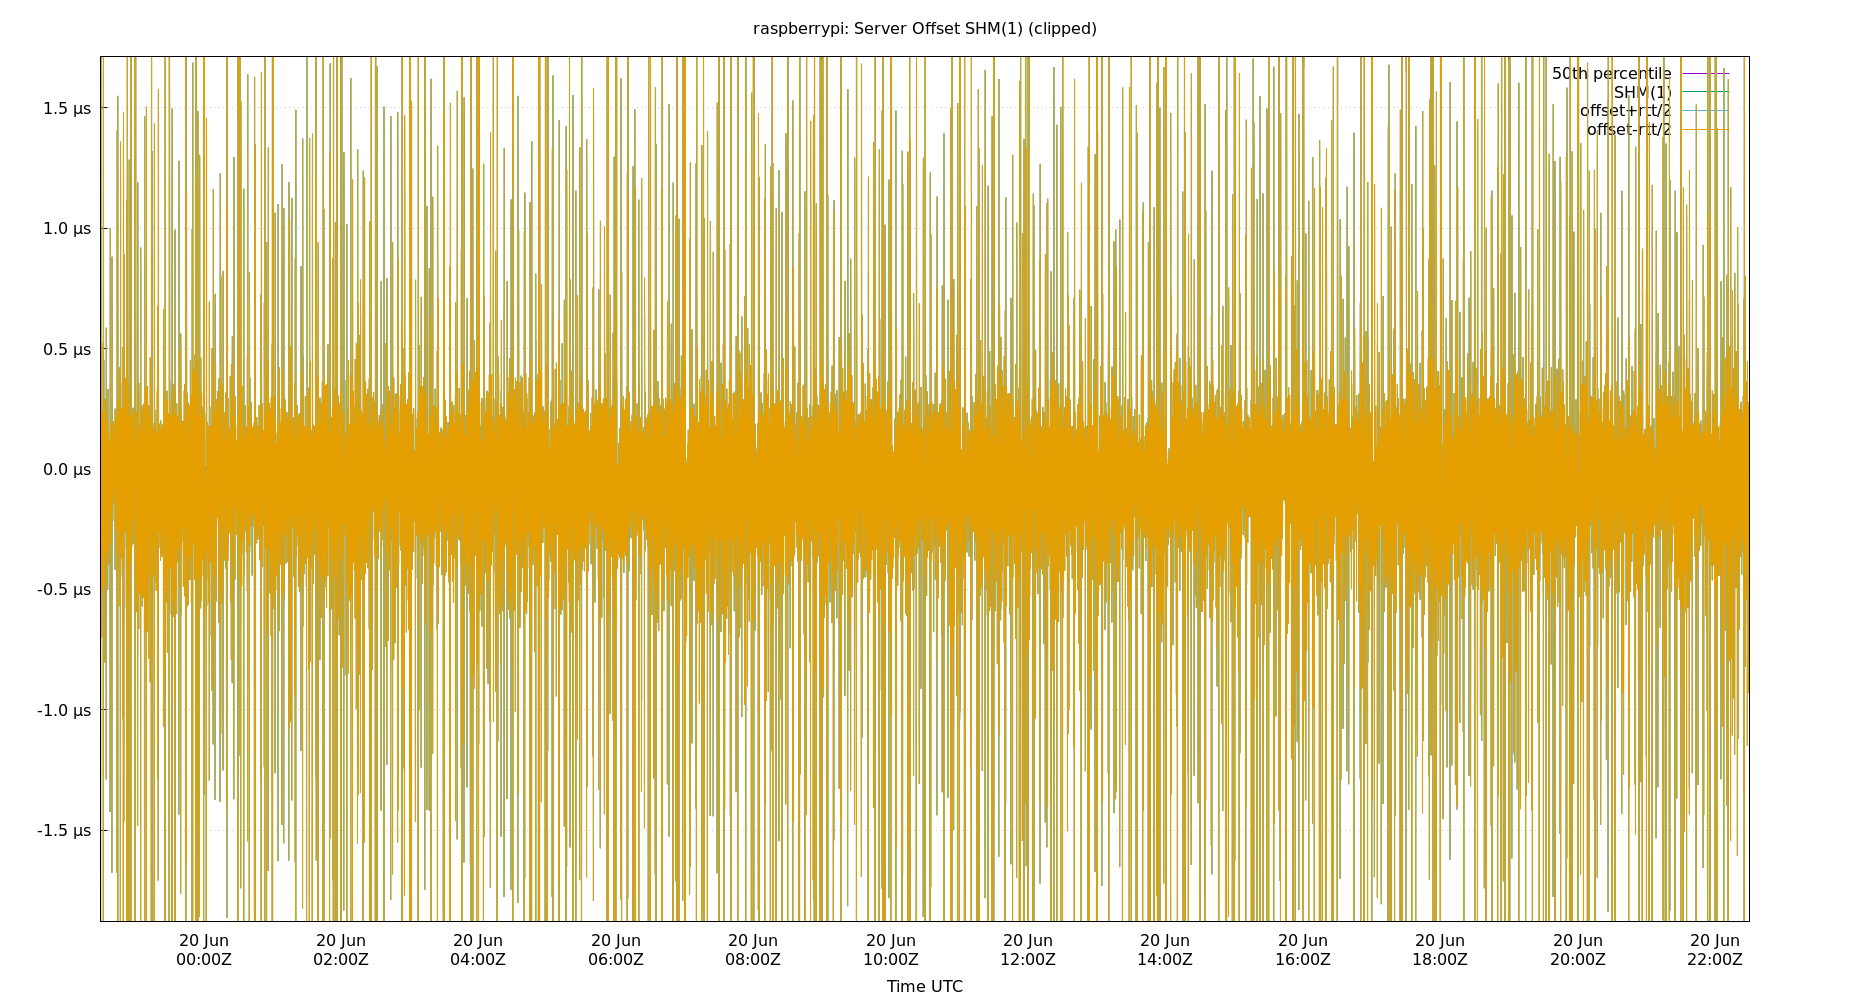 raspberrypi: Server Offset SHM(1) (clipped)
50th percentile
SHM(1)
offset+rtt/2
offset-rtt/2
1.5 µs
1.0 µs
0.5 µs
0.0 µs
-0.5 µs
-1.0 µs
-1.5 µs
20 Jun 20 Jun 20 Jun 20 Jun 20 Jun 20 Jun 20 Jun 20 Jun 20 Jun 20 Jun 20 Jun 20 Jun
00:00Z 02:00Z 04:00Z 06:00Z 08:00Z 10:00Z 12:00Z 14:00Z 16:00Z 18:00Z 20:00Z 22:00Z
Time UTC